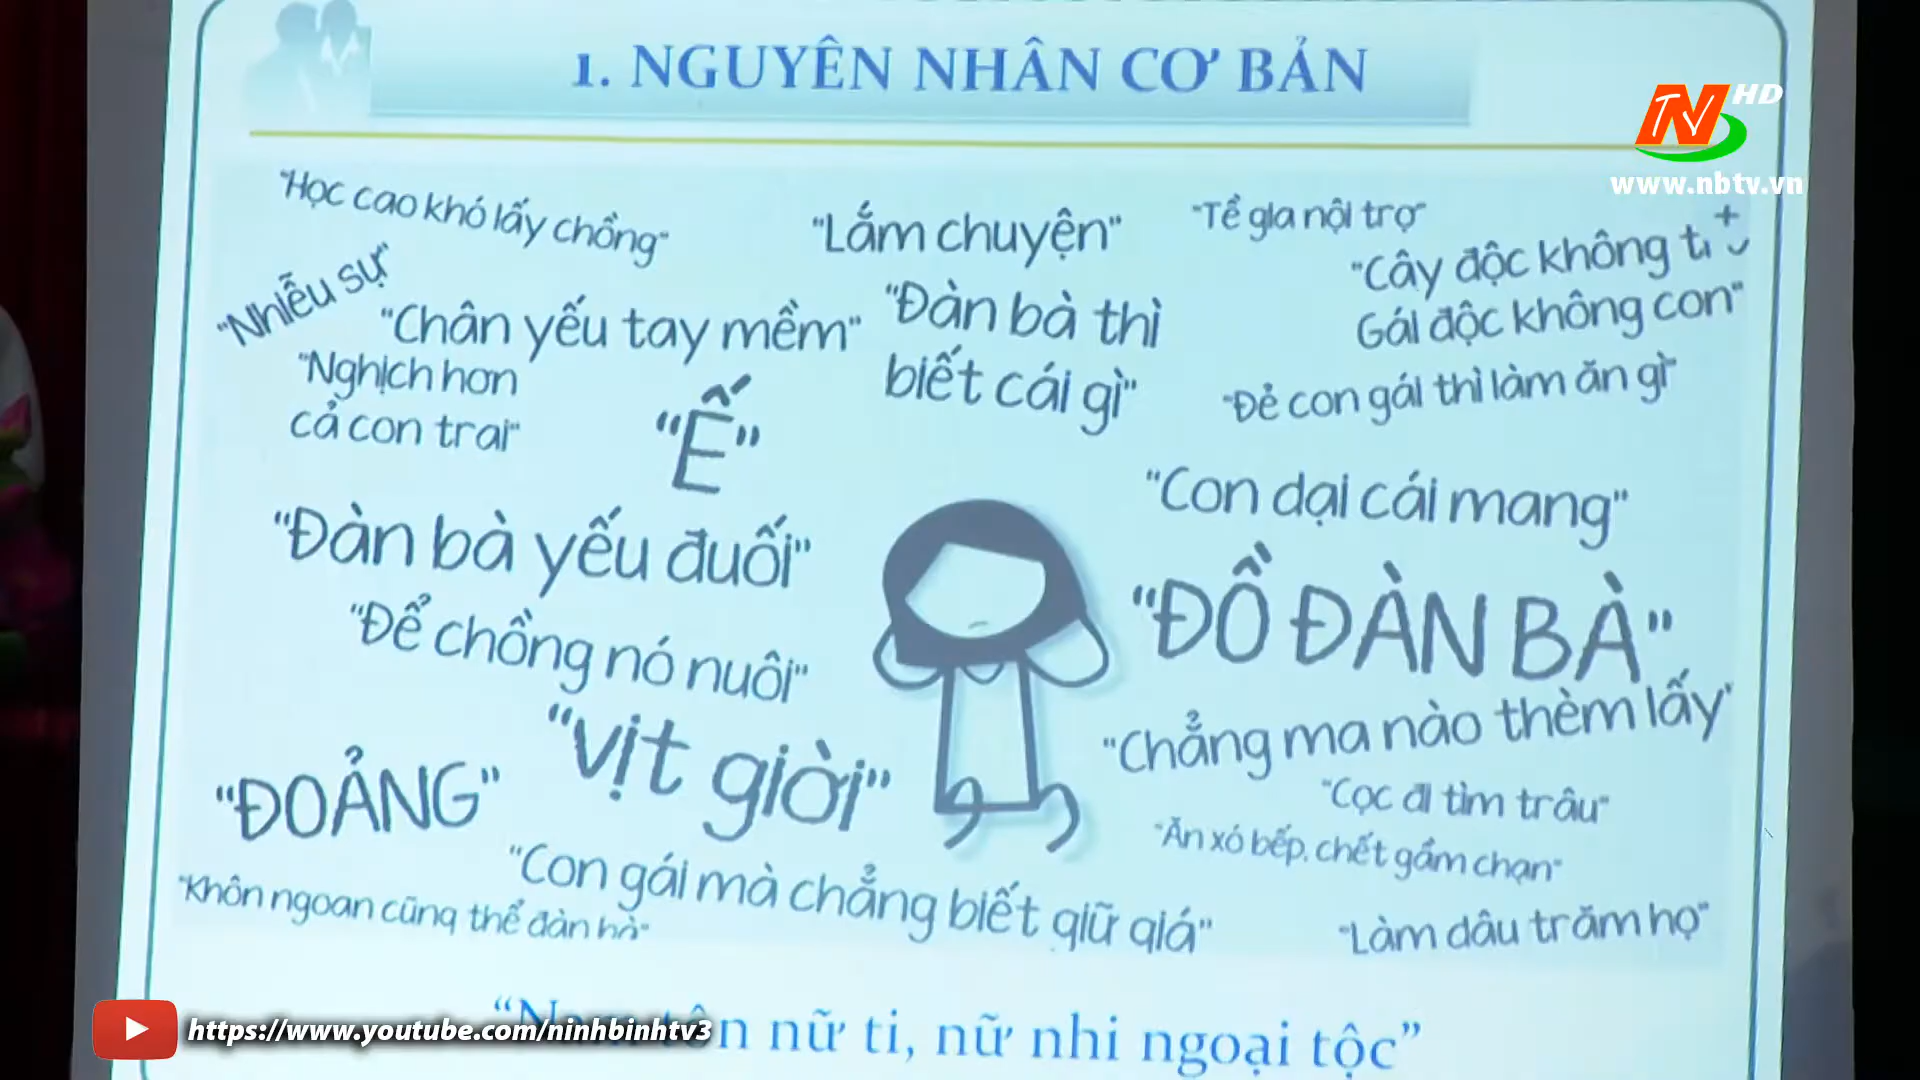 1. NGUYÊN NHÂN CƠ BẢN
NTV HD
www.nbtv.vn
"Học cao khó lấy chồng"
"Lắm chuyện"
"Tề gia nội trợ"
"Nhiễu sự"
"Chân yếu tay mềm"
"Đàn bà thì
biết cái gì"
"Cây độc không
Gái độc không con"
"Nghịch hơn
cả con trai"
"Ế"
"Đẻ con gái thì làm ăn gì"
"Con dại cái mang"
"Đàn bà yếu đuối"
"ĐỒ ĐÀN BÀ"
"Để chồng nó nuôi"
"Vịt giời"
"Chẳng ma nào thèm lấy"
"ĐOẢNG"
"Cọc đi tìm trâu"
"Ăn xó bếp, chết gầm chạn"
"Con gái mà chẳng biết giữ giá"
"Khôn ngoan cũng thể đàn bà"
"Làm dâu trăm họ"
tôn nữ ti, nữ nhi ngoại tộc"
https://www.youtube.com/ninhbinhtv3